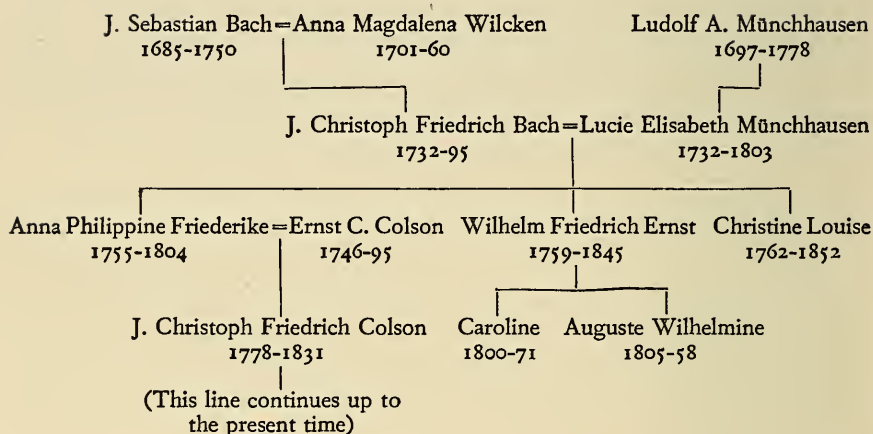 J. Sebastian Bach=Anna Magdalena Wilcken Ludolf A. Münchhausen
1685-1750 1701-60 1697-1778
J. Christoph Friedrich Bach=Lucie Elisabeth Münchhausen
1732-95 1732-1803
Anna Philippine Friederike=Ernst C. Colson Wilhelm Friedrich Ernst Christine Louise
1755-1804 1746-95 1759-1845 1762-1852
J. Christoph Friedrich Colson Caroline Auguste Wilhelmine
1778-1831 1800-71 1805-58
(This line continues up to
the present time)